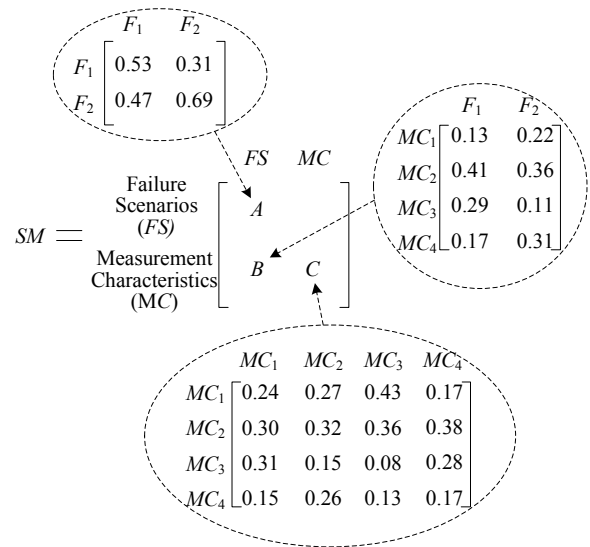 F₁ F₂
F₁ 0.53 0.31
F₂ 0.47 0.69
F₁ F₂
MC₁ 0.13 0.22
MC₂ 0.41 0.36
MC₃ 0.29 0.11
MC₄ 0.17 0.31
FS MC
Failure
Scenarios
(FS)
A
SM =
Measurement
Characteristics
(MC)
B C
MC₁ MC₂ MC₃ MC₄
MC₁ 0.24 0.27 0.43 0.17
MC₂ 0.30 0.32 0.36 0.38
MC₃ 0.31 0.15 0.08 0.28
MC₄ 0.15 0.26 0.13 0.17